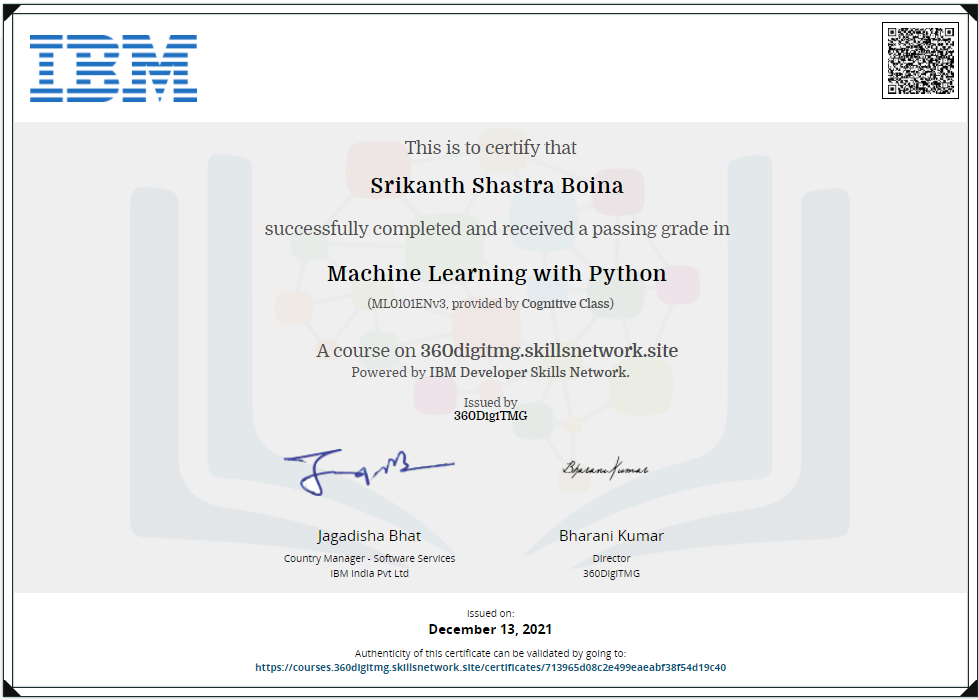 IBM
This is to certify that
Srikanth Shastra Boina
successfully completed and received a passing grade in
Machine Learning with Python
(ML0101ENv3, provided by Cognitive Class)
A course on 360digitmg.skillsnetwork.site
Powered by IBM Developer Skills Network.
Issued by
360DigiTMG
Bharani Kumar
Jagadisha Bhat
Country Manager - Software Services
IBM India Pvt Ltd
Bharani Kumar
Director
360DigiTMG
Issued on:
December 13, 2021
Authenticity of this certificate can be validated by going to:
https://courses.360digitmg.skillsnetwork.site/certificates/713965d08c2e499eaeabf38f54d19c40